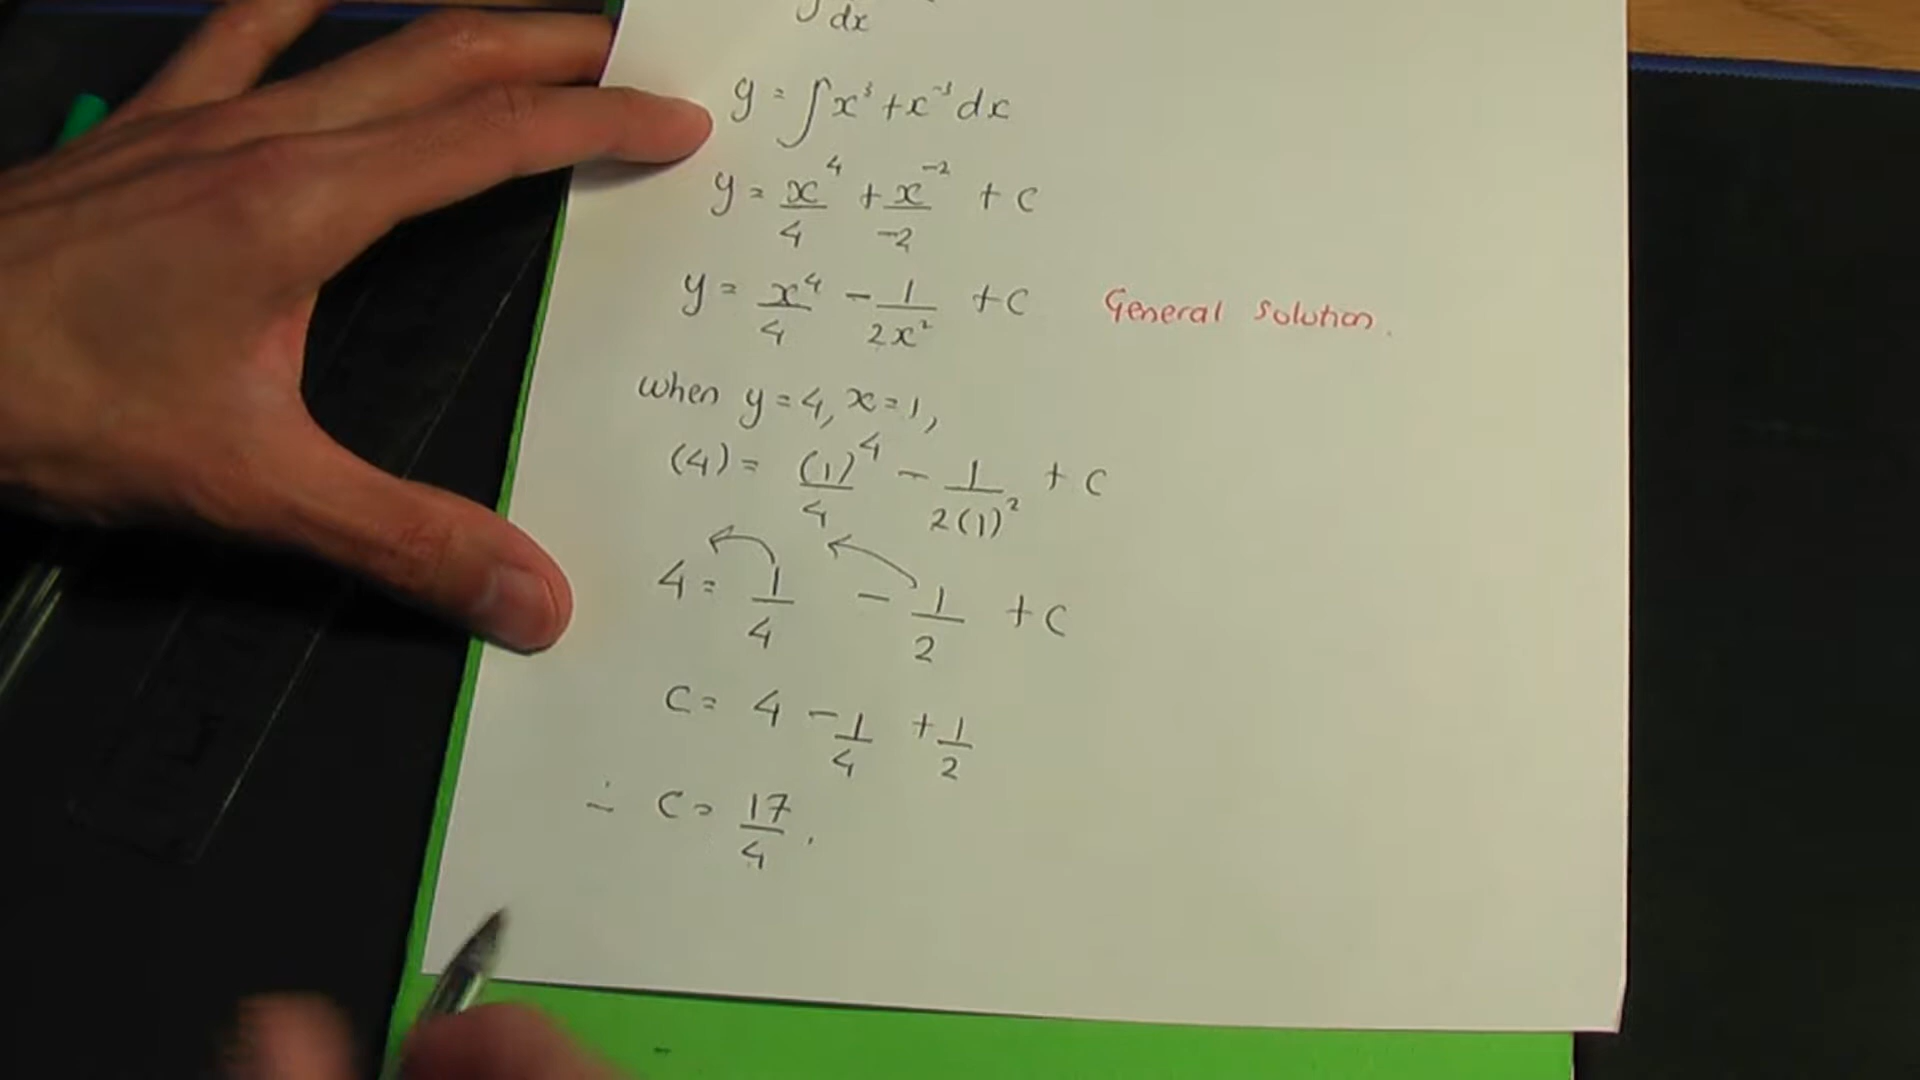 dx
y = ∫ x³ + x⁻³ dx
y = x⁴/4 + x⁻²/-2 + c
y = x⁴/4 - 1/2x² + c General Solution.
when y = 4, x = 1,
(4) = (1)⁴/4 - 1/2(1)² + c
4 = 1/4 - 1/2 + c
c = 4 - 1/4 + 1/2
∴ c = 17/4.